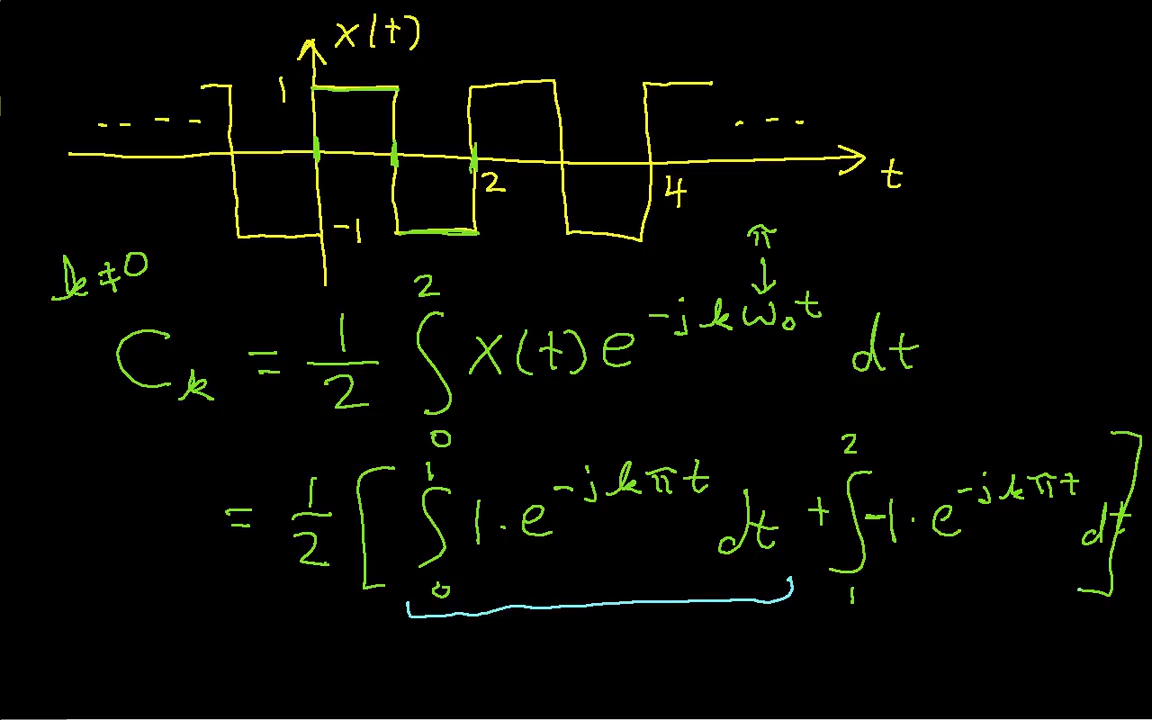 x(t)
1
---- ---
2 4 t
-1
π
↓
k≠0
C_k = 1/2 ∫_0^2 x(t) e^{-jkω_0t} dt
= 1/2 [ ∫_0^1 1·e^{-jkπt} dt + ∫_1^2 -1·e^{-jkπt} dt ]